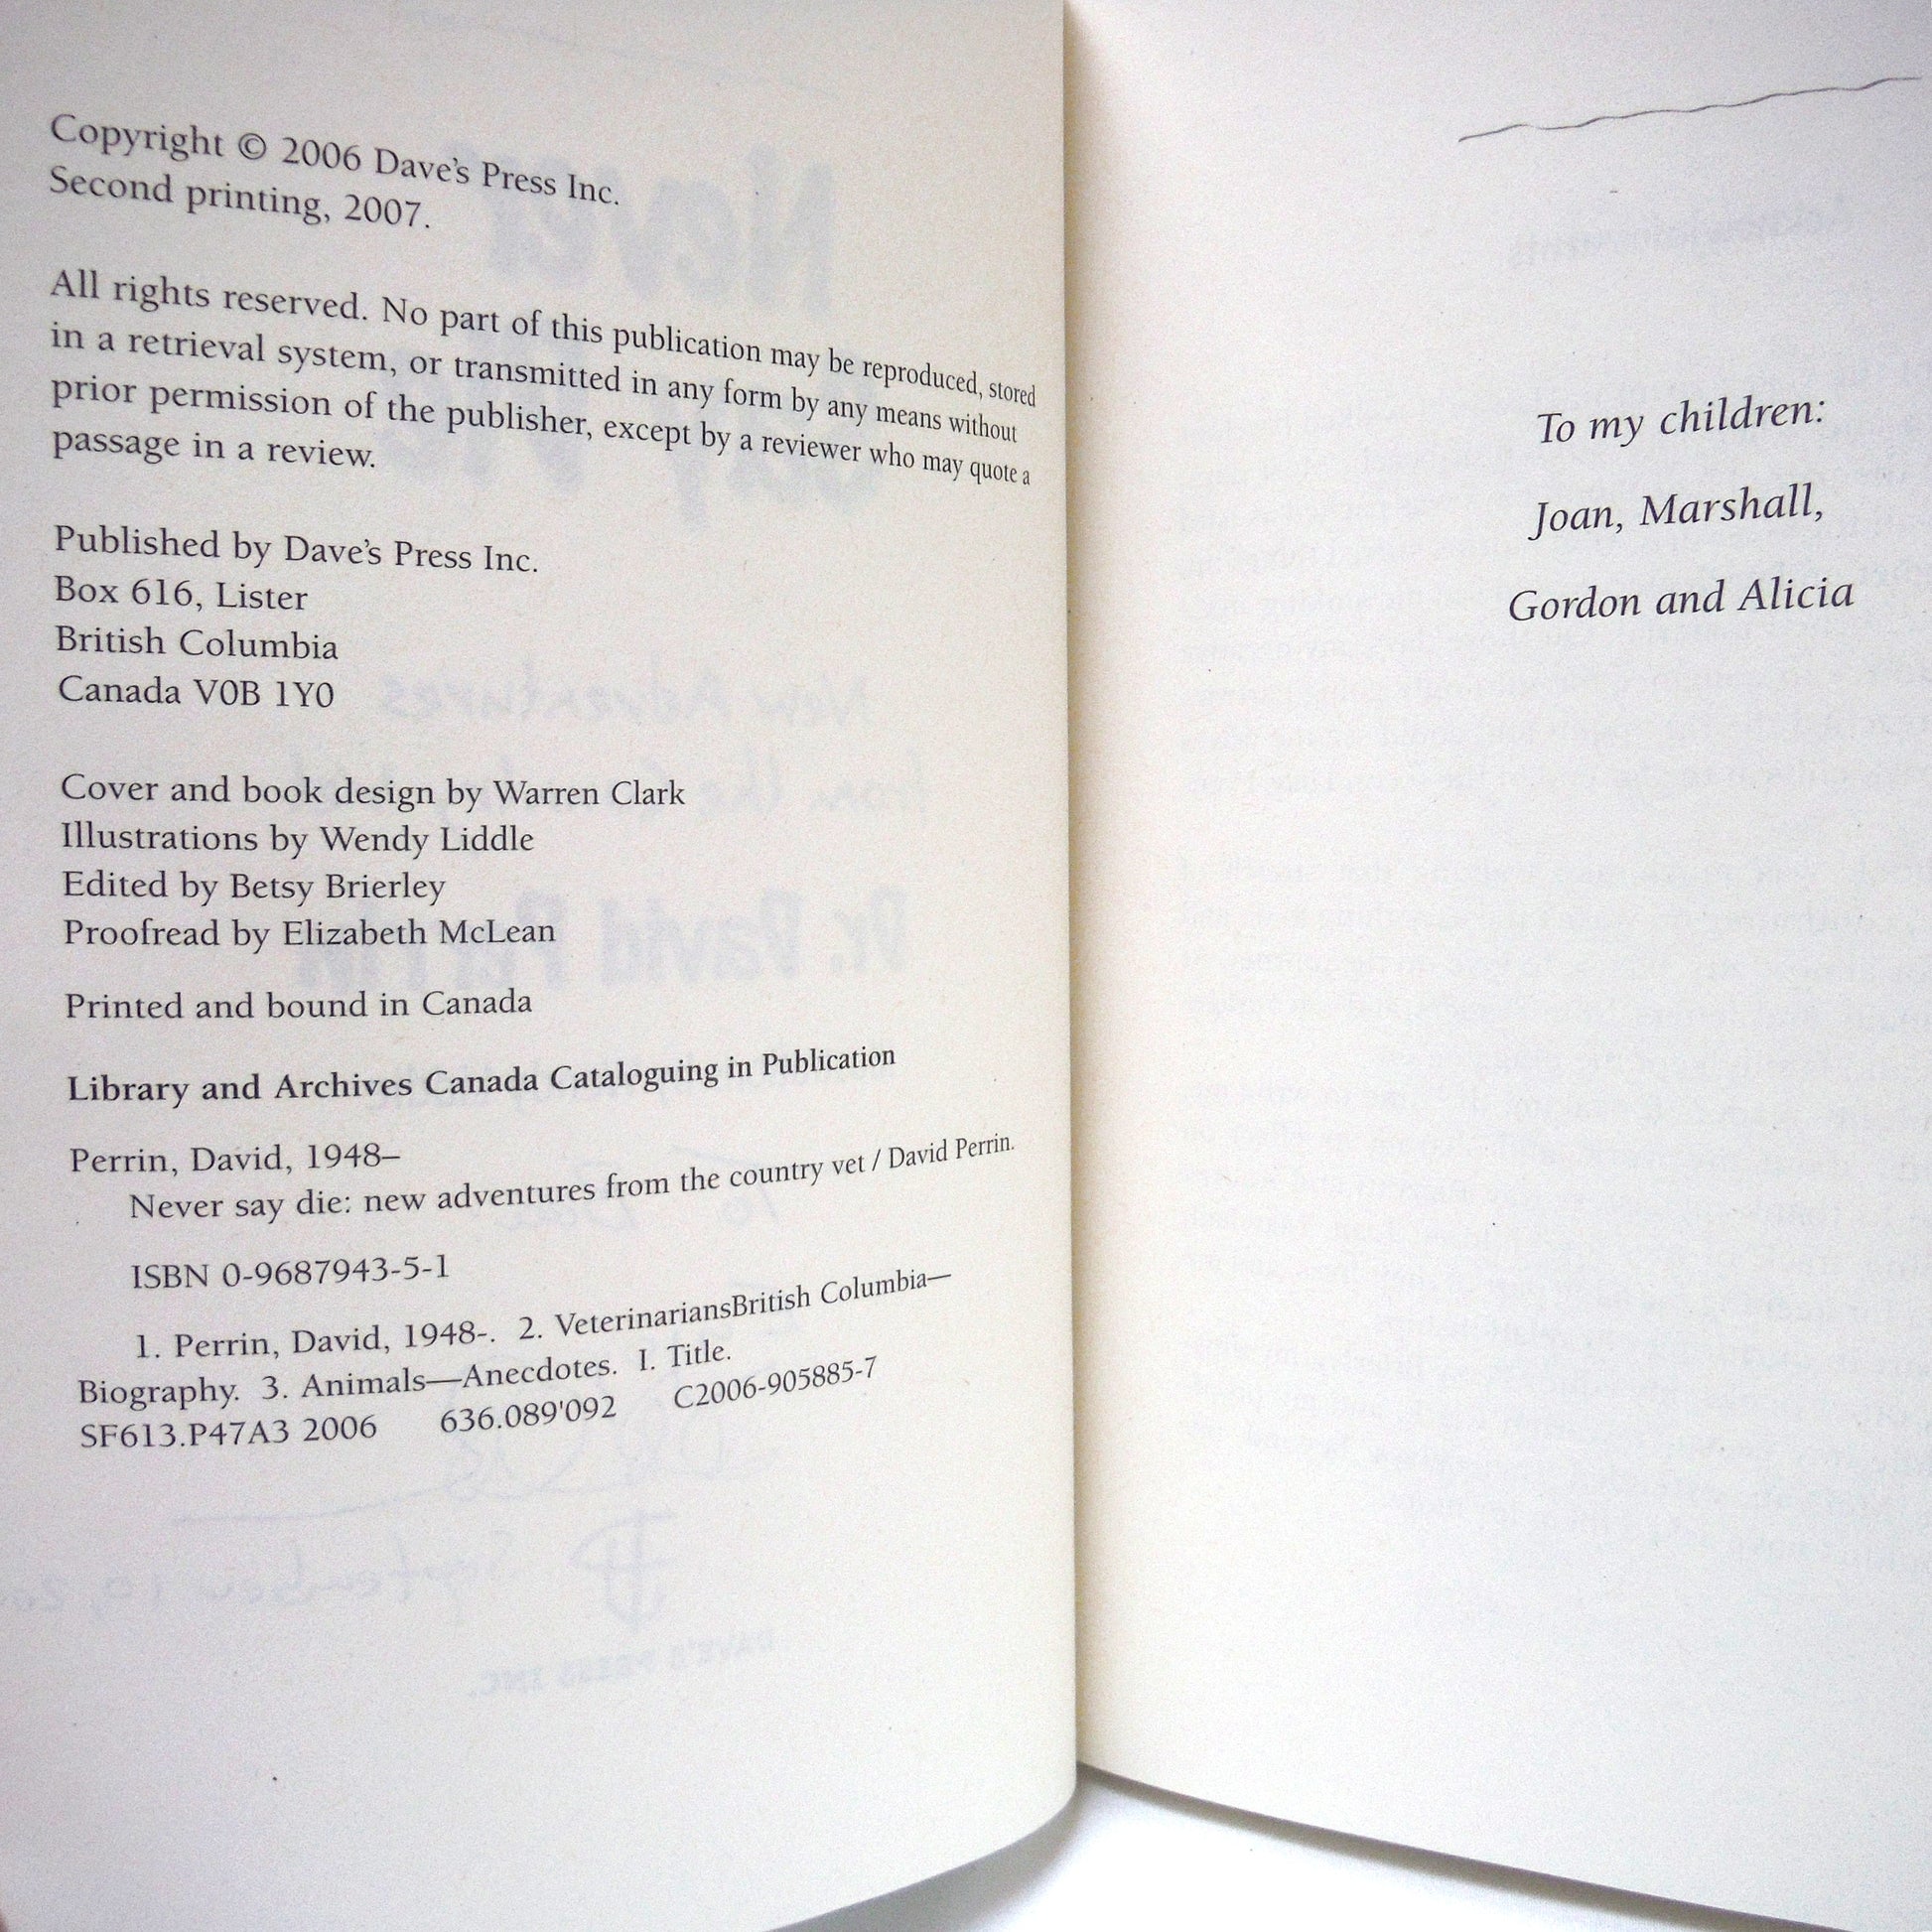 Copyright © 2006 Dave's Press Inc.
Second printing, 2007.
All rights reserved. No part of this publication may be reproduced, stored
in a retrieval system, or transmitted in any form by any means without
prior permission of the publisher, except by a reviewer who may quote a
passage in a review.
Published by Dave's Press Inc.
Box 616, Lister
British Columbia
Canada V0B 1Y0
Cover and book design by Warren Clark
Illustrations by Wendy Liddle
Edited by Betsy Brierley
Proofread by Elizabeth McLean
Printed and bound in Canada
Library and Archives Canada Cataloguing in Publication
Perrin, David, 1948–
Never say die: new adventures from the country vet / David Perrin.
ISBN 0-9687943-5-1
1. Perrin, David, 1948-. 2. VeterinariansBritish Columbia—
Biography. 3. Animals—Anecdotes. I. Title.
SF613.P47A3 2006 636.089'092 C2006-905885-7
To my children:
Joan, Marshall,
Gordon and Alicia